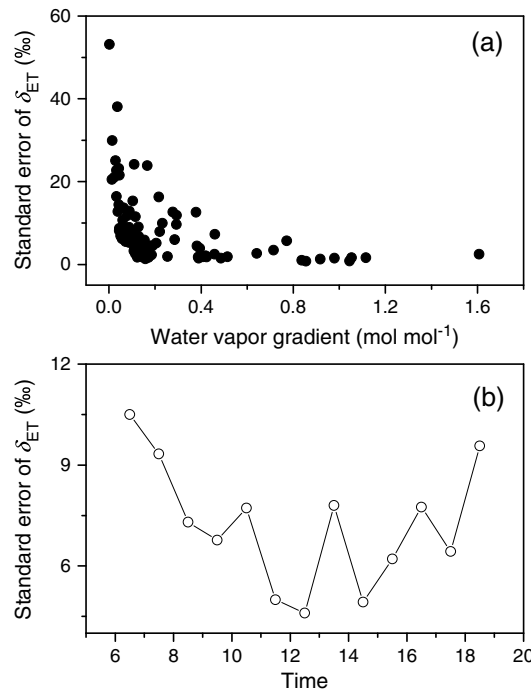 60
(a)
40
20
0
Standard error of δET (‰)
0.0 0.4 0.8 1.2 1.6
Water vapor gradient (mol mol-1)
12
(b)
9
6
Standard error of δET (‰)
6 8 10 12 14 16 18 20
Time